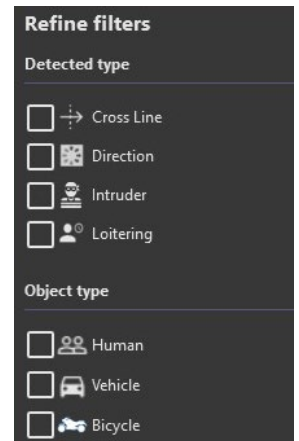 Refine filters
Detected type
Cross Line
Direction
Intruder
Loitering
Object type
Human
Vehicle
Bicycle